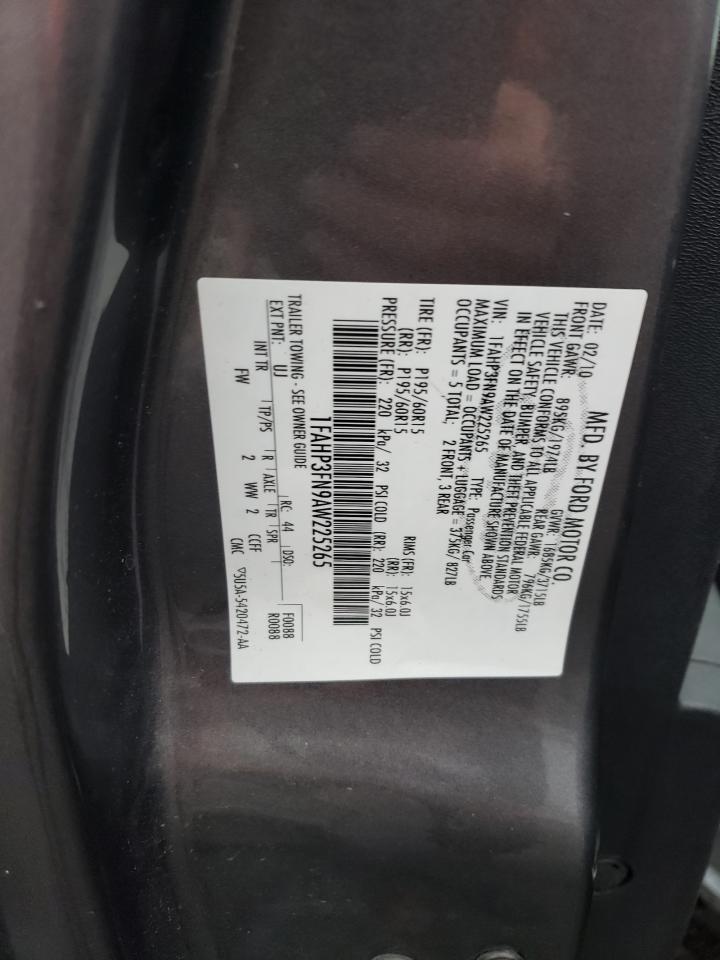 MFD. BY FORD MOTOR CO.
DATE: 02/10 GVWR: 1685KG/3715LB
FRONT GAWR: 895KG/1974LB REAR GAWR: 796KG/1755LB
THIS VEHICLE CONFORMS TO ALL APPLICABLE FEDERAL MOTOR
VEHICLE SAFETY, BUMPER, AND THEFT PREVENTION STANDARDS
IN EFFECT ON THE DATE OF MANUFACTURE SHOWN ABOVE.
VIN: 1FAHP3FN9AW225265 TYPE: Passenger Car
MAXIMUM LOAD = OCCUPANTS + LUGGAGE = 375KG/ 827LB
OCCUPANTS = 5 TOTAL; 2 FRONT, 3 REAR
TIRE (FR): P195/60R15 RIMS (FR): 15x6.0J
(RR): P195/60R15 (RR): 15x6.0J
PRESSURE (FR): 220 kPa/ 32 PSI COLD (RR): 220 kPa/ 32 PSI COLD
1FAHP3FN9AW225265
TRAILER TOWING - SEE OWNER GUIDE
EXT PNT: UJ RC: 44 DSO: F0088
R0088
INT TR TP/PS R AXLE TR SPR
FW 2 WW 2 CCFF
CMC 5U5A-5420472-AA